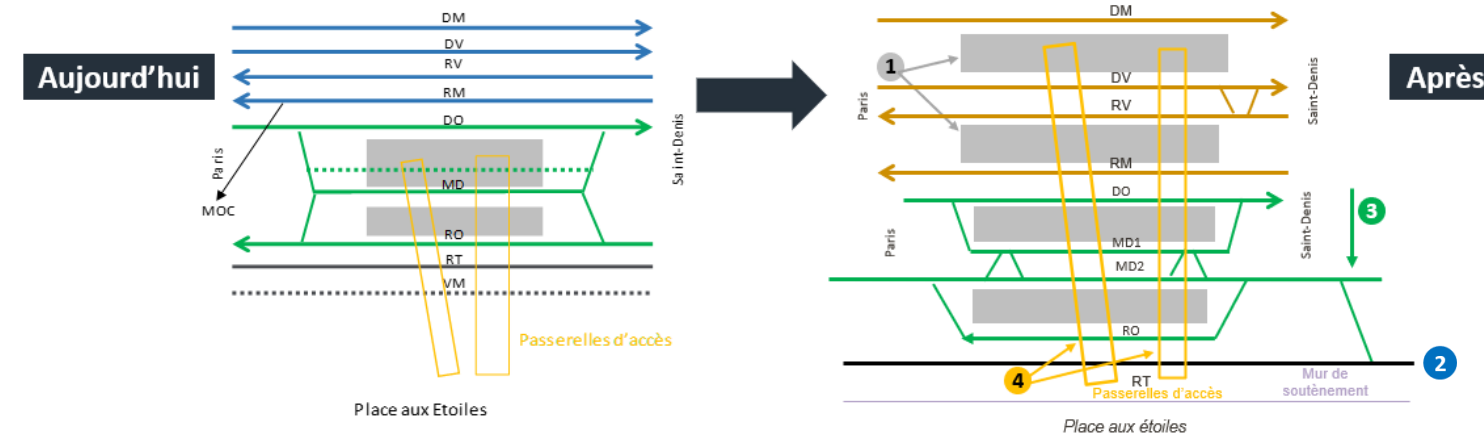 Aujourd'hui
DM
DV
RV
RM
DO
Paris
MOC
Saint-Denis
MD
RO
RT
VM
Passerelles d'accès
Place aux Etoiles
DM
1
DV
RV
Paris
Saint-Denis
Après
RM
DO
3
Paris
Saint-Denis
MD1
MD2
RO
2
4
RT
Passerelles d'accès
Mur de
soutènement
Place aux étoiles